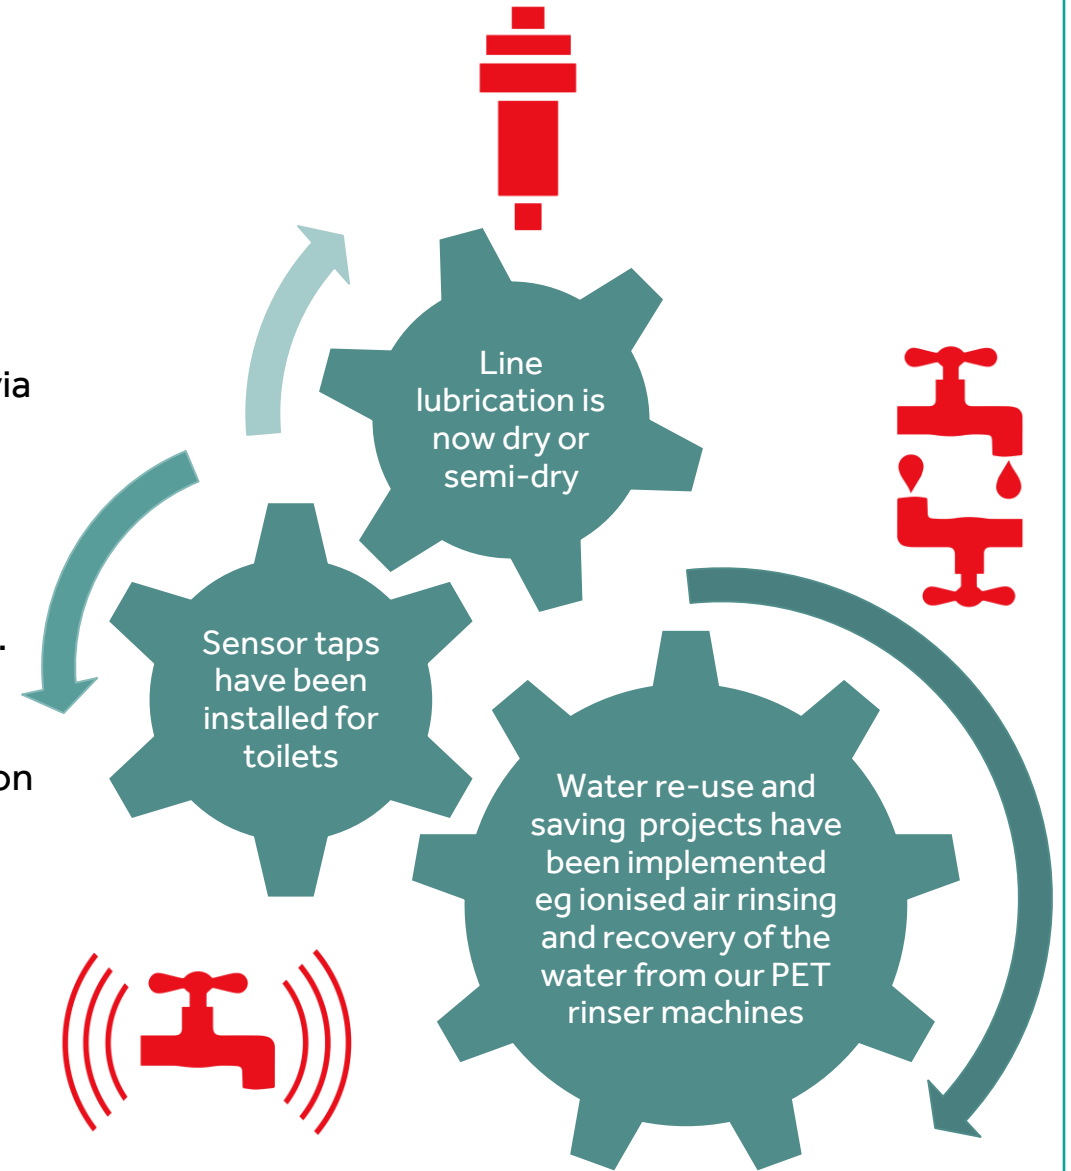 Line
lubrication is
now dry or
semi-dry
via
.
on
Sensor taps
have been
installed for
toilets
Water re-use and
saving projects have
been implemented
eg ionised air rinsing
and recovery of the
water from our PET
rinser machines